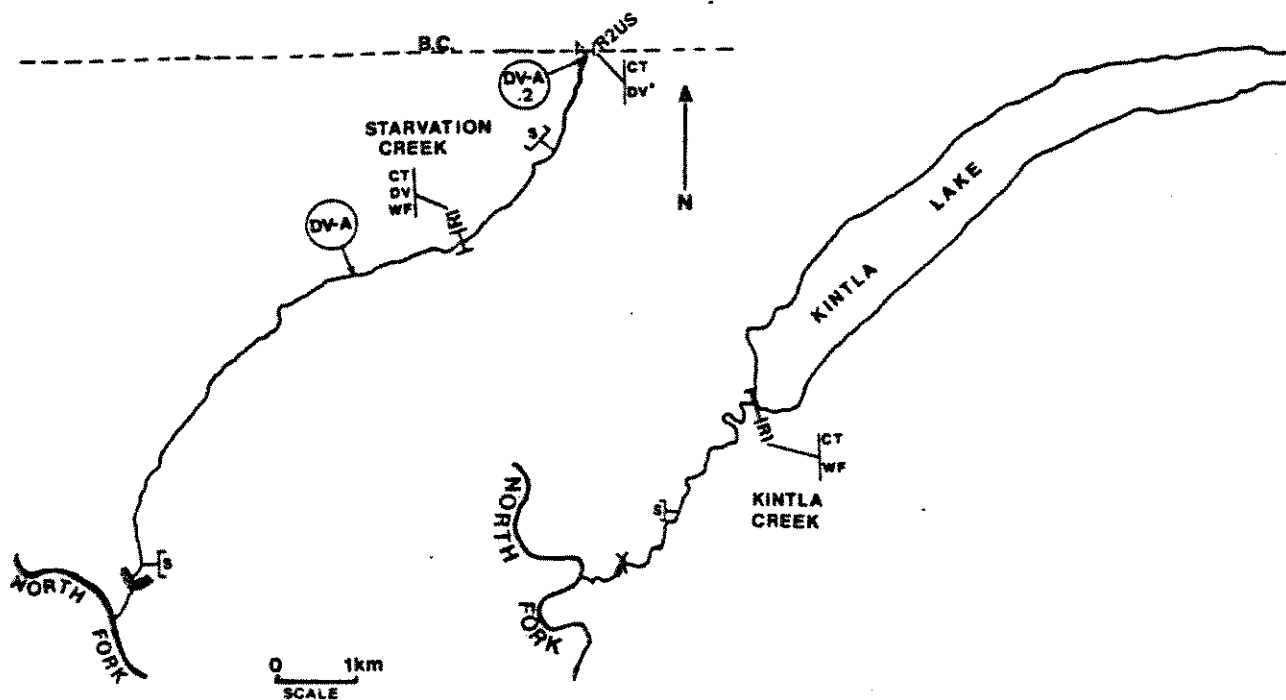 B.C.
R2US
DV-A
.2
CT
DV*
S
STARVATION
CREEK
CT
DV
WF
IRI
DV-A
N
LAKE
KINTLA
IRI
CT
WF
KINTLA
CREEK
S
NORTH
FORK
S
NORTH
FORK
0 1km
SCALE